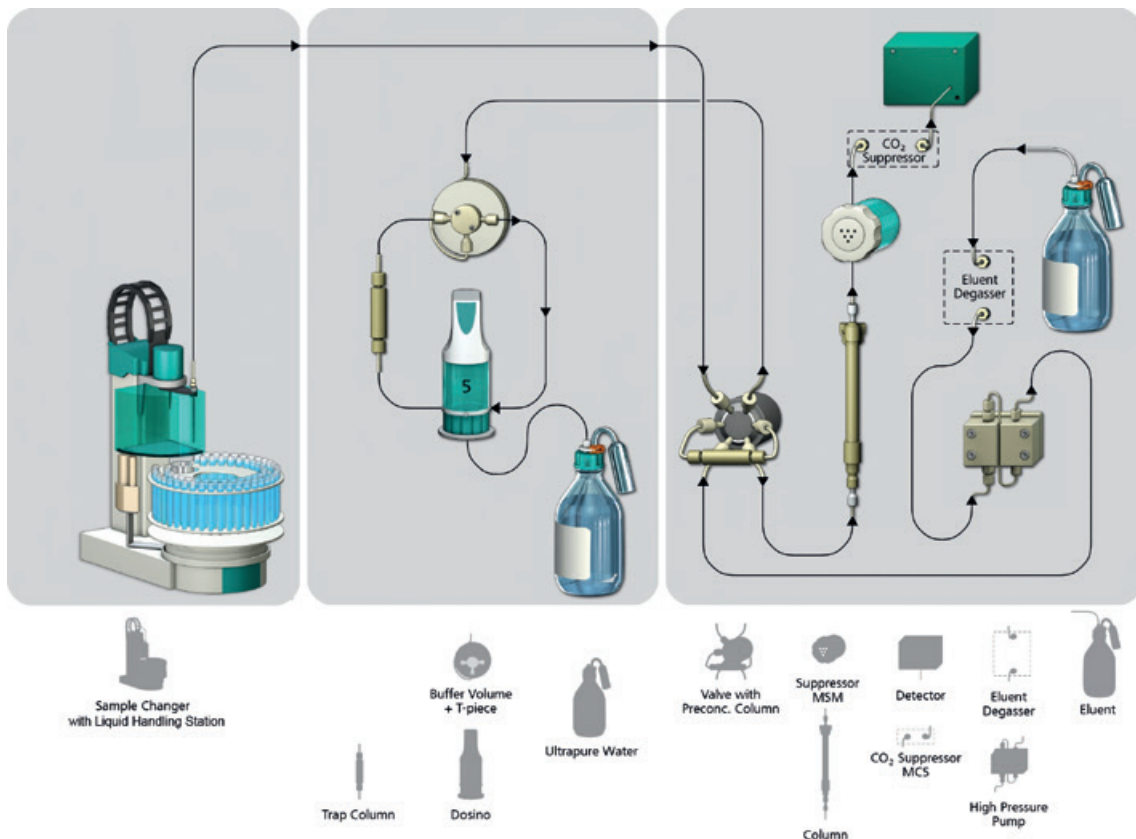 CO₂
Suppressor
Eluent
Degasser
5
Sample Changer
with Liquid Handling Station
Buffer Volume
+ T-piece
Ultrapure Water
Trap Column
Dosino
Valve with
Preconc. Column
Suppressor
MSM
Detector
Eluent
Degasser
Eluent
CO₂ Suppressor
MCS
High Pressure
Pump
Column